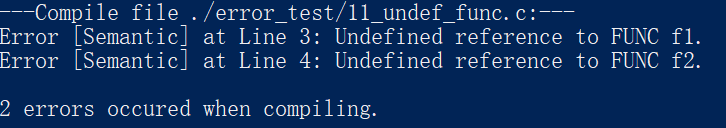 ---Compile file ./error_test/11_undef_func.c:---
Error [Semantic] at Line 3: Undefined reference to FUNC f1.
Error [Semantic] at Line 4: Undefined reference to FUNC f2.
2 errors occured when compiling.